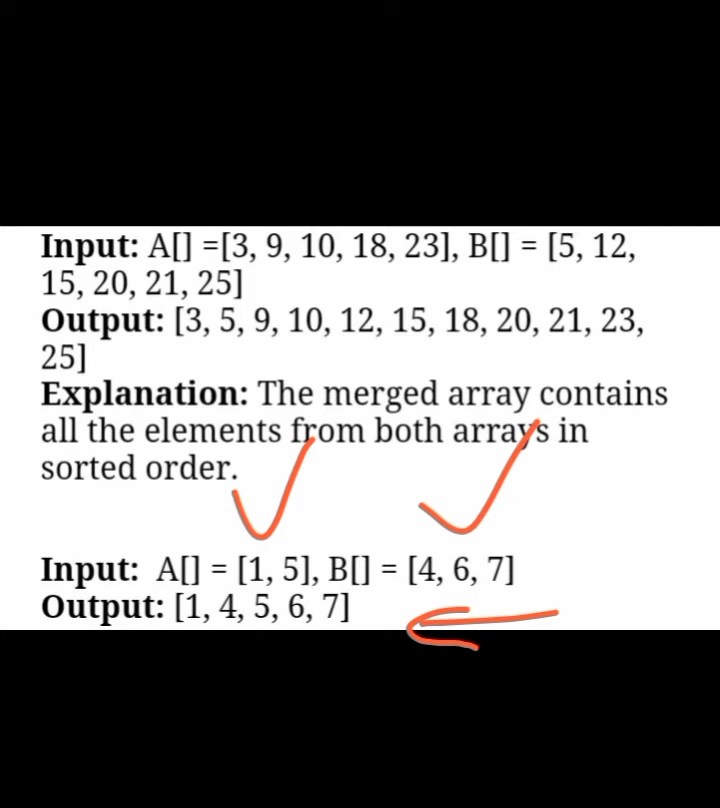 Input: A[] =[3, 9, 10, 18, 23], B[] = [5, 12,
15, 20, 21, 25]
Output: [3, 5, 9, 10, 12, 15, 18, 20, 21, 23,
25]
Explanation: The merged array contains
all the elements from both arrays in
sorted order.
Input:  A[] = [1, 5], B[] = [4, 6, 7]
Output: [1, 4, 5, 6, 7]